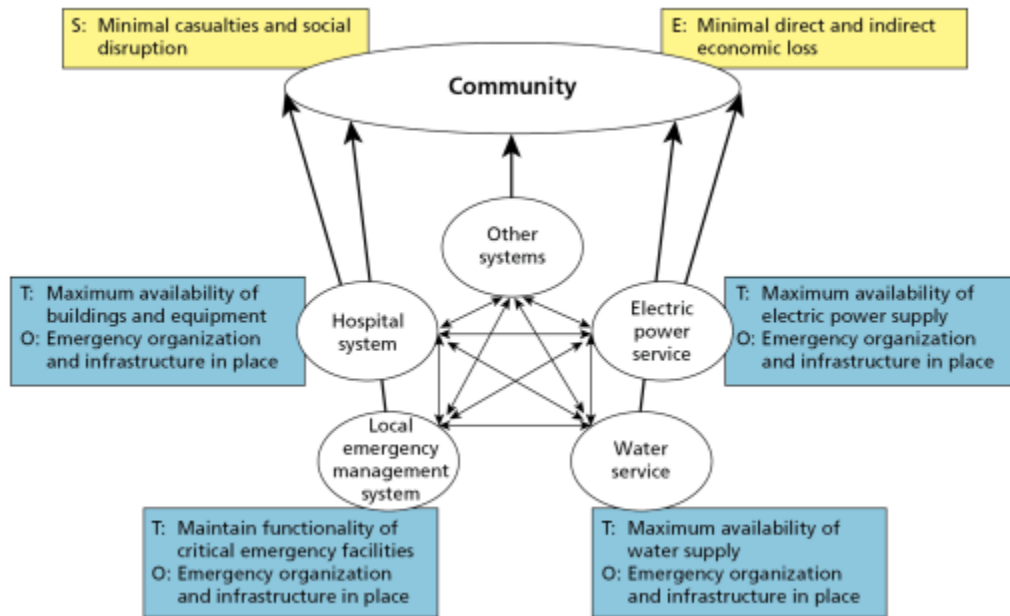 S: Minimal casualties and social
disruption
E: Minimal direct and indirect
economic loss
Community
Other
systems
T: Maximum availability of
buildings and equipment
O: Emergency organization
and infrastructure in place
Hospital
system
Electric
power
service
T: Maximum availability of
electric power supply
O: Emergency organization
and infrastructure in place
Local
emergency
management
system
Water
service
T: Maintain functionality of
critical emergency facilities
O: Emergency organization
and infrastructure in place
T: Maximum availability of
water supply
O: Emergency organization
and infrastructure in place